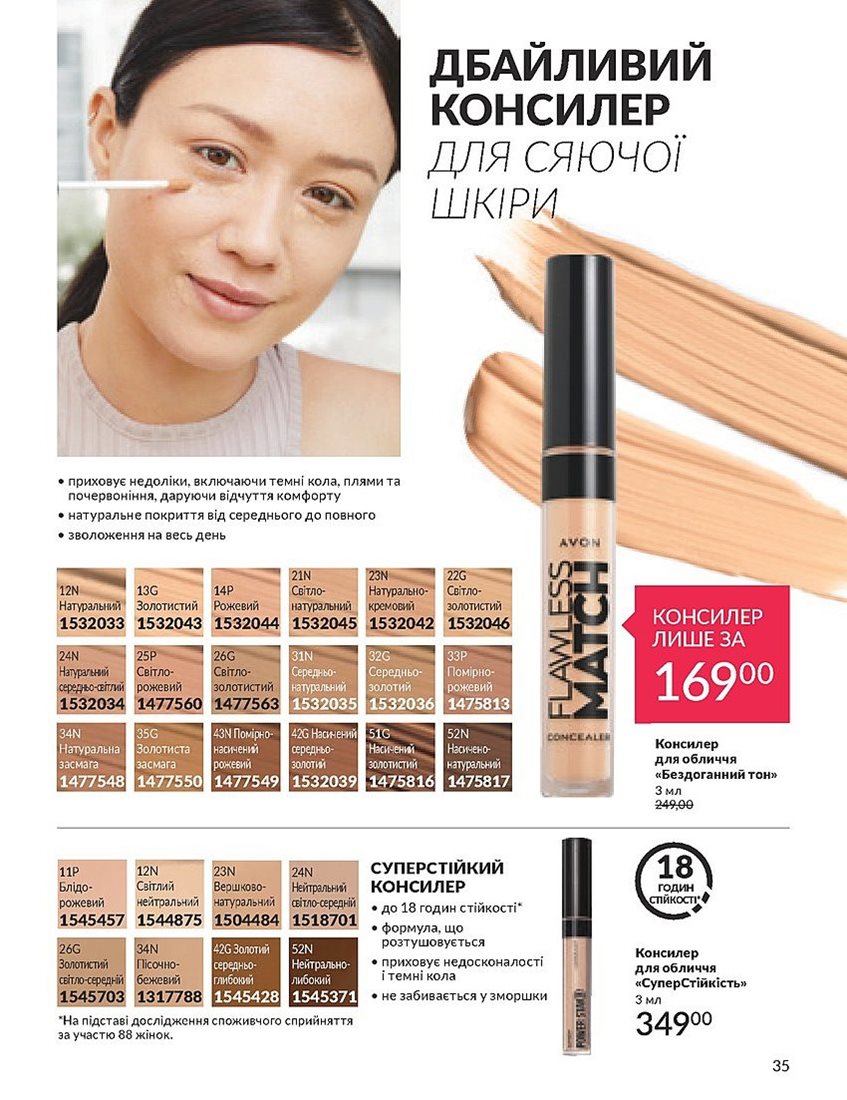 ДБАЙЛИВИЙ
КОНСИЛЕР
ДЛЯ СЯЮЧОЇ
ШКІРИ
• приховує недоліки, включаючи темні кола, плями та
почервоніння, даруючи відчуття комфорту
• натуральне покриття від середнього до повного
• зволоження на весь день
12N
Натуральний
1532033
13G
Золотистий
1532043
14P
Рожевий
1532044
21N
Світло-
натуральний
1532045
23N
Натурально-
кремовий
1532042
22G
Світло-
золотистий
1532046
24N
Натуральний
середньо-світлий
1532034
25P
Світло-
рожевий
1477560
26G
Світло-
золотистий
1477563
31N
Середньо-
натуральний
1532035
32G
Середньо-
золотий
1532036
33P
Помірно-
рожевий
1475813
34N
Натуральна
засмага
1477548
35G
Золотиста
засмага
1477550
43N Помірно-
насичений
рожевий
1477549
42G Насичений
середньо-
золотий
1532039
51G
Насичений
золотистий
1475816
52N
Насичено-
натуральний
1475817
AVON
FLAWLESS
MATCH
CONCEALER
КОНСИЛЕР
ЛИШЕ ЗА
16900
Консилер
для обличчя
«Бездоганний тон»
3 мл
249,00
11P
Блідо-
рожевий
1545457
12N
Світлий
нейтральний
1544875
23N
Вершково-
натуральний
1504484
24N
Нейтральний
світло-середній
1518701
26G
Золотистий
світло-середній
1545703
34N
Пісочно-
бежевий
1317788
42G Золотий
середньо-
глибокий
1545428
52N
Нейтрально-
либокий
1545371
*На підставі дослідження споживчого сприйняття
за участю 88 жінок.
СУПЕРСТІЙКИЙ
КОНСИЛЕР
• до 18 годин стійкості*
• формула, що
розтушовується
• приховує недосконалості
і темні кола
• не забивається у зморшки
POWER STAY
18
ГОДИН
СТІЙКОСТІ*
Консилер
для обличчя
«СуперСтійкість»
3 мл
34900
35